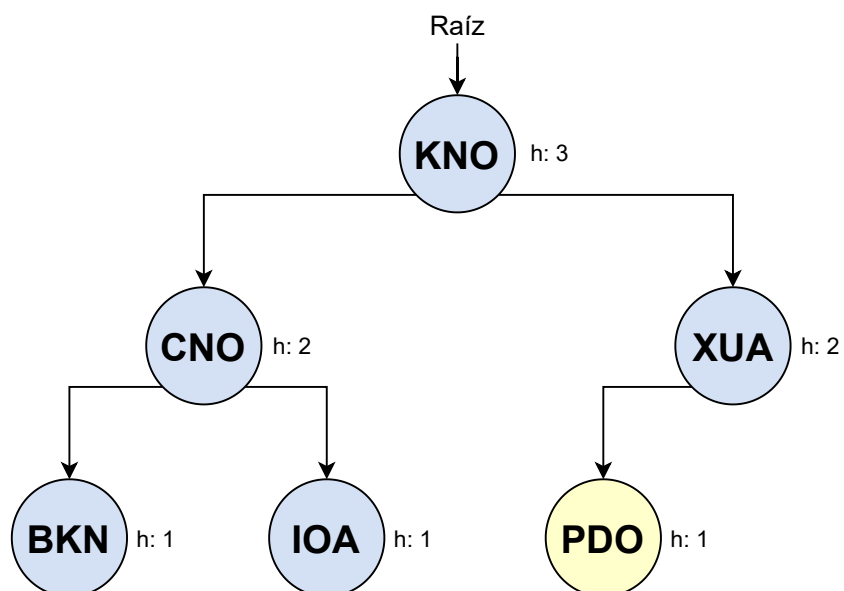 Raíz
KNO h: 3
CNO h: 2 XUA h: 2
BKN h: 1 IOA h: 1 PDO h: 1